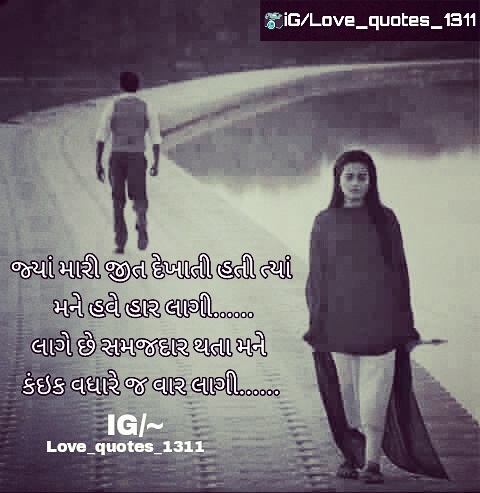 iG/Love_quotes_1311
જ્યાં મારી જીત દેખાતી હતી ત્યાં
મને હવે હાર લાગી......
લાગે છે સમજદાર થતા મને
કંઇક વધારે જ વાર લાગી......
IG/~
Love_quotes_1311